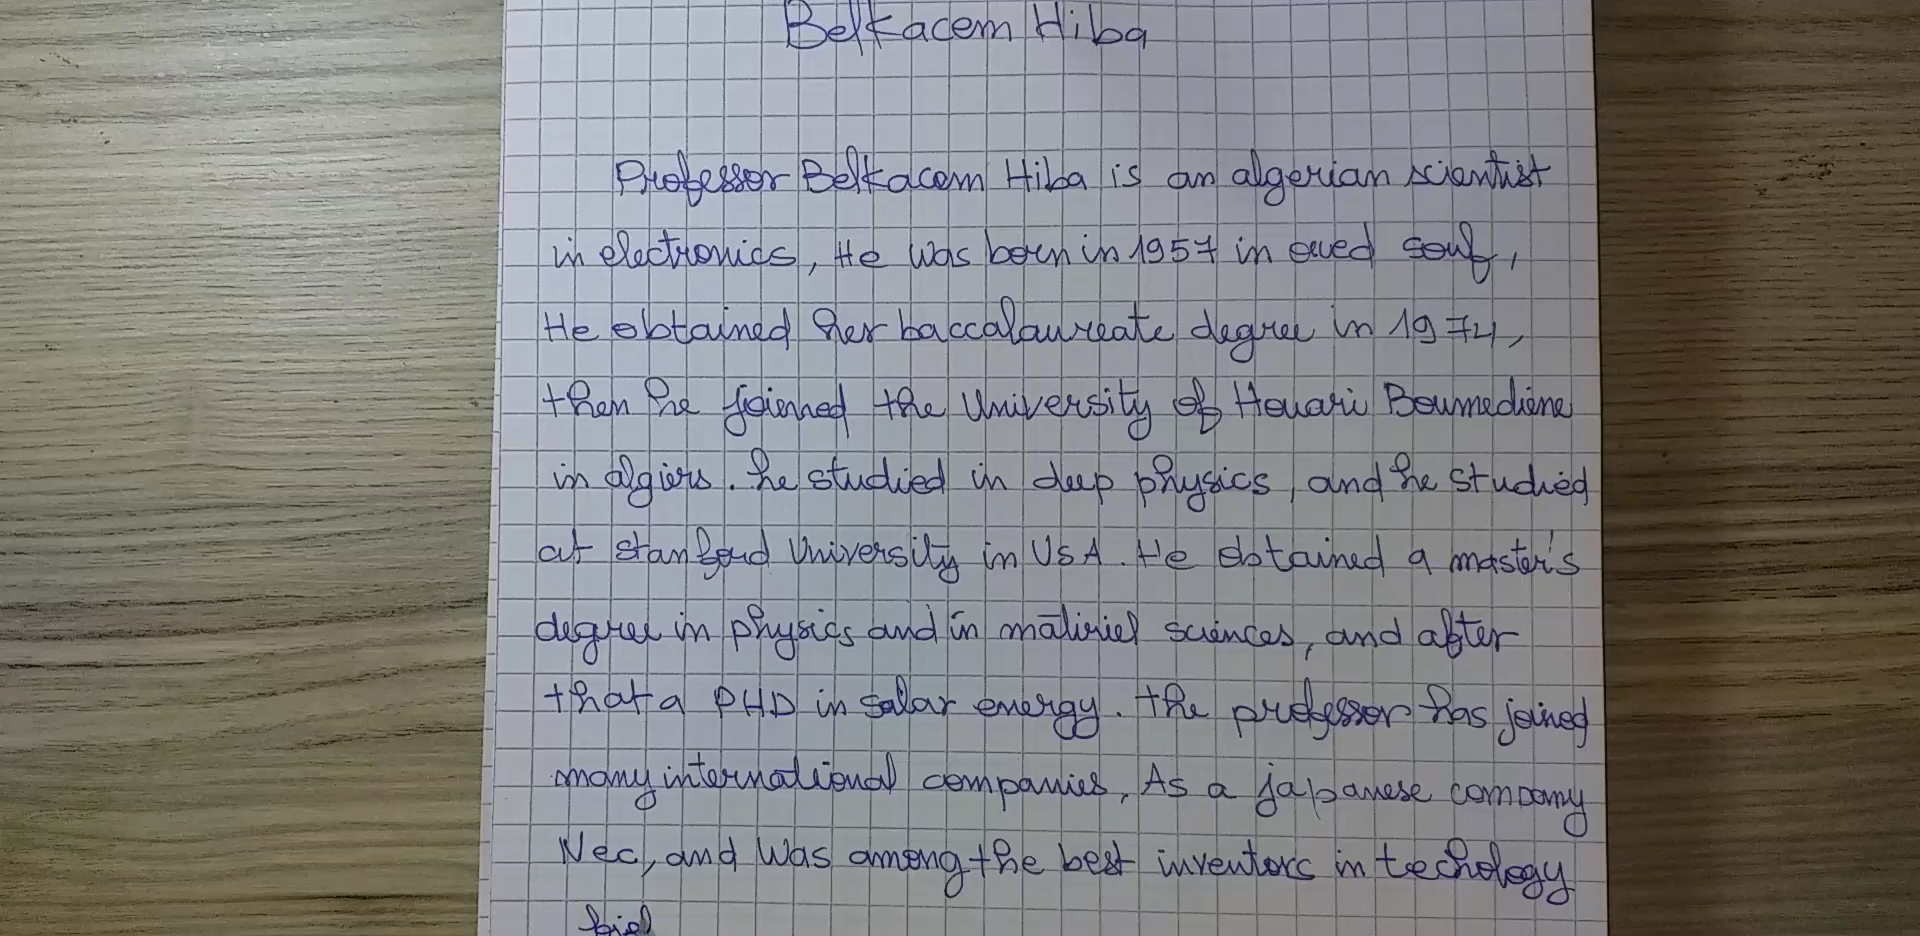 Belkacem Hiba
Professor Belkacem Hiba is an algerian scientist
in electronics, He was born in 1957 in oued souf,
He obtained her baccalaureate degree in 1974,
then he joienned the University of Houari Boumediene
in algiers. he studied in deep physics, and he studied
at stanford University in USA. He obtained a master's
degree in physics and in matiriel sciences, and after
that a PHD in Solar energy. the professor has joined
many international companies, As a japanese company
Nec, and was among the best inventors in techology